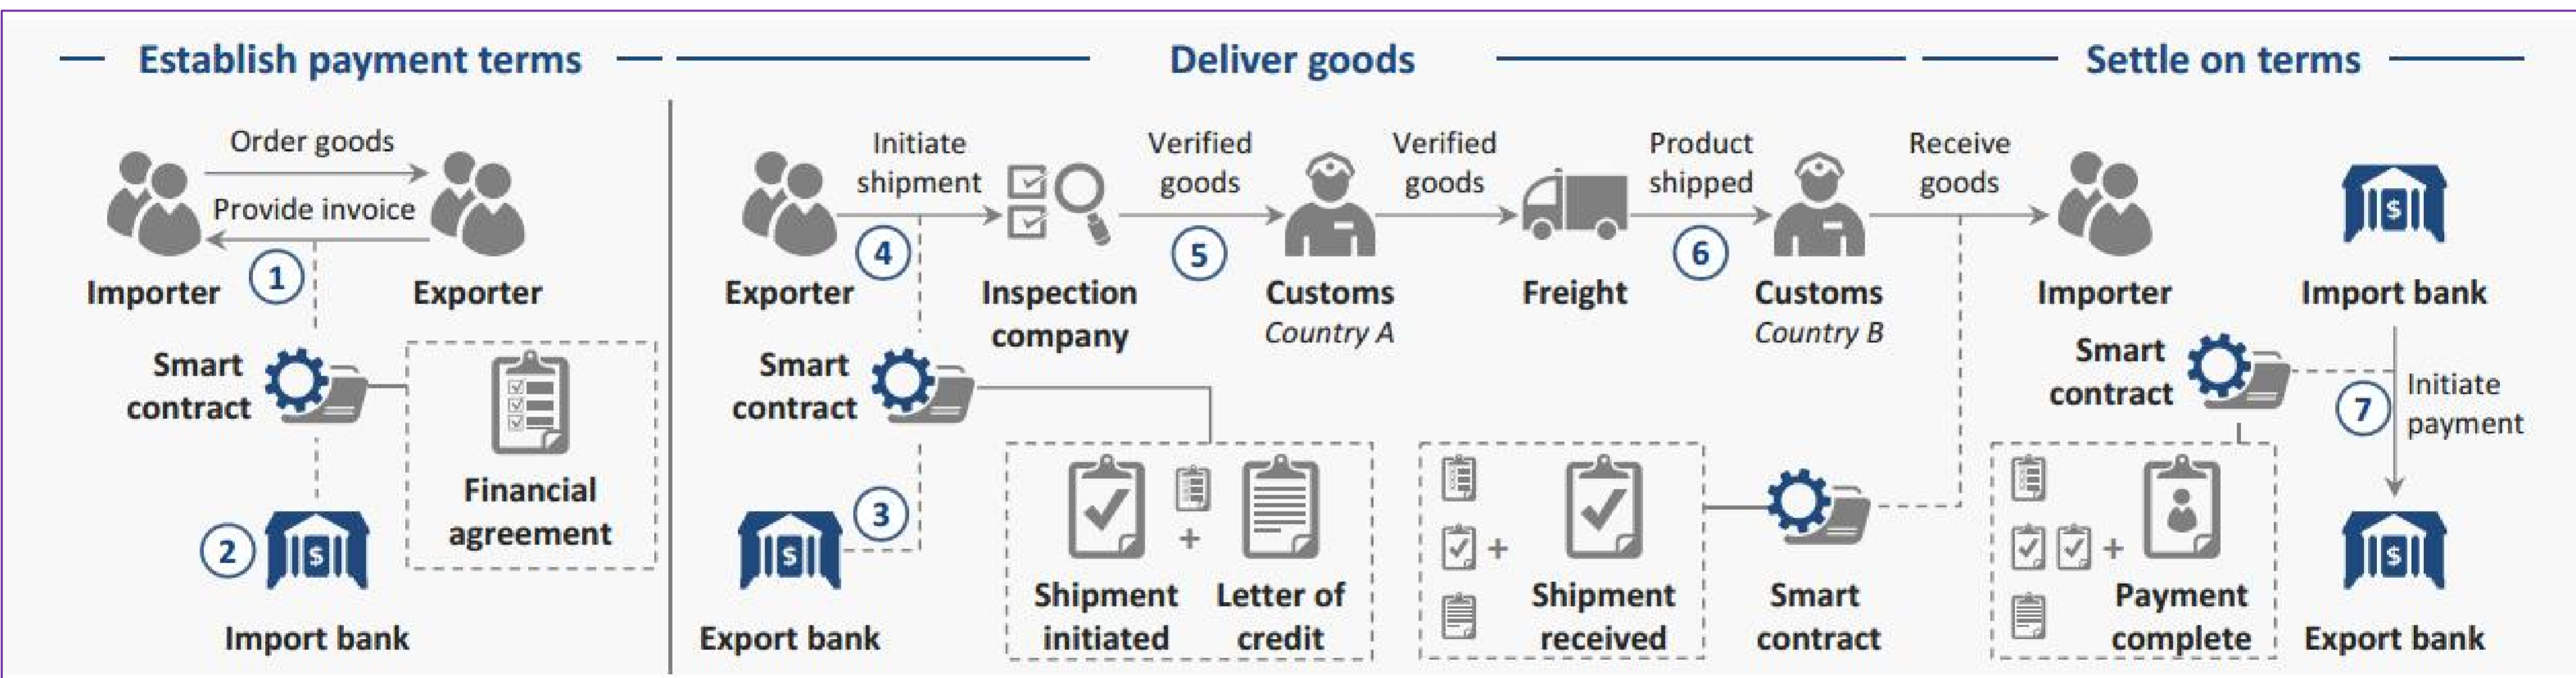 Establish payment terms
Deliver goods
Settle on terms
Order goods
Provide invoice
1
Importer
Exporter
Smart
contract
Financial
agreement
2
$
Import bank
Initiate
shipment
4
Exporter
Inspection
company
Verified
goods
5
Customs
Country A
Verified
goods
Freight
Product
shipped
6
Customs
Country B
Receive
goods
Importer
Smart
contract
3
$
Export bank
Shipment
initiated
+
Letter of
credit
+
Shipment
received
Smart
contract
$
Import bank
Smart
contract
7
Initiate
payment
+
Payment
complete
$
Export bank